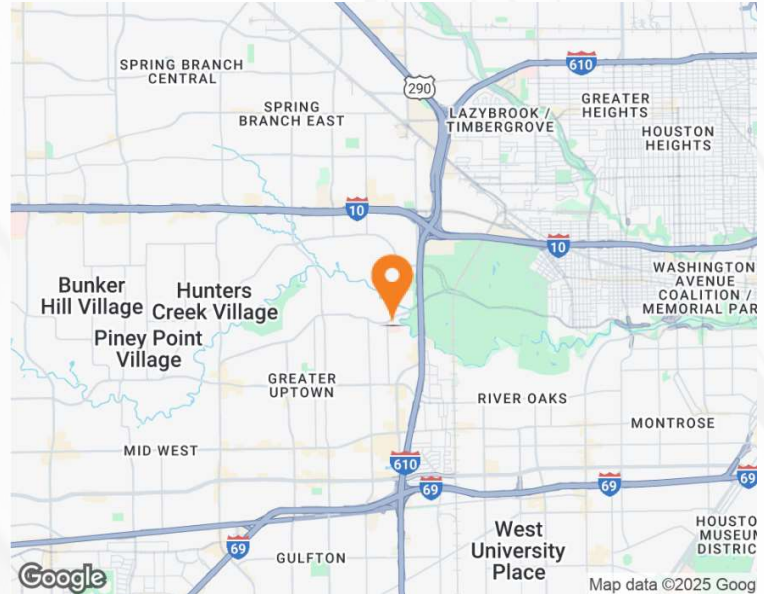 SPRING BRANCH
CENTRAL
610
290
SPRING
BRANCH EAST
LAZYBROOK /
TIMBERGROVE
GREATER
HEIGHTS
HOUSTON
HEIGHTS
10
10
Bunker
Hill Village
Hunters
Creek Village
Piney Point
Village
WASHINGTON
AVENUE
COALITION /
MEMORIAL PAR
GREATER
UPTOWN
RIVER OAKS
MONTROSE
MID WEST
610
69
69
69
69
GULFTON
West
University
Place
HOUSTO
MUSEUM
DISTRIC
Google
Map data ©2025 Goog